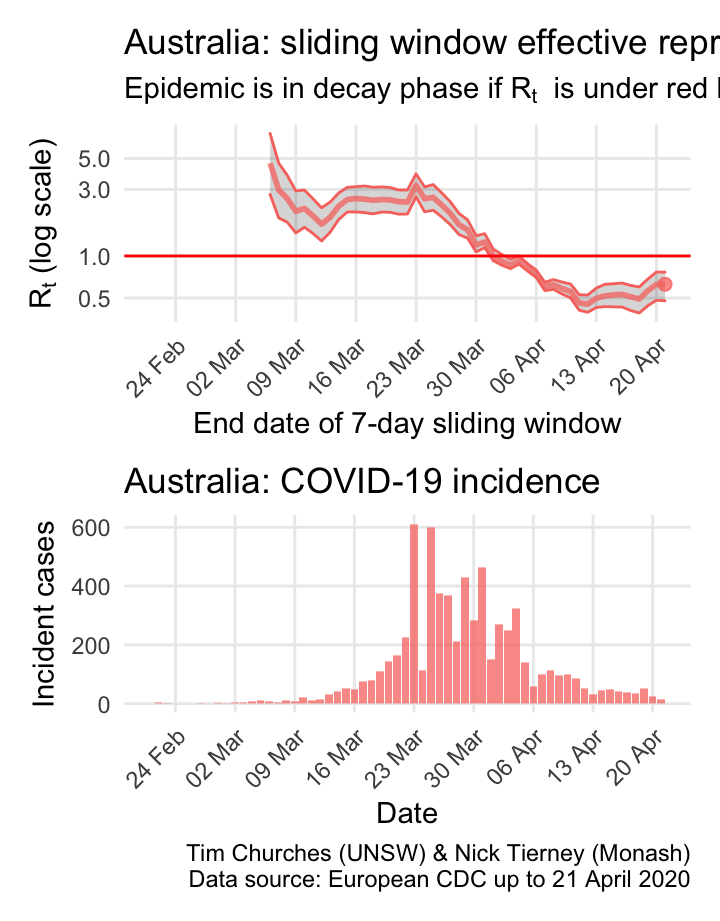 Australia: sliding window effective repr
Epidemic is in decay phase if Rt is under red
5.0
3.0
1.0
0.5
Rt (log scale)
24 Feb
02 Mar
09 Mar
16 Mar
23 Mar
30 Mar
06 Apr
13 Apr
20 Apr
End date of 7-day sliding window
Australia: COVID-19 incidence
600
400
200
0
Incident cases
24 Feb
02 Mar
09 Mar
16 Mar
23 Mar
30 Mar
06 Apr
13 Apr
20 Apr
Date
Tim Churches (UNSW) & Nick Tierney (Monash)
Data source: European CDC up to 21 April 2020